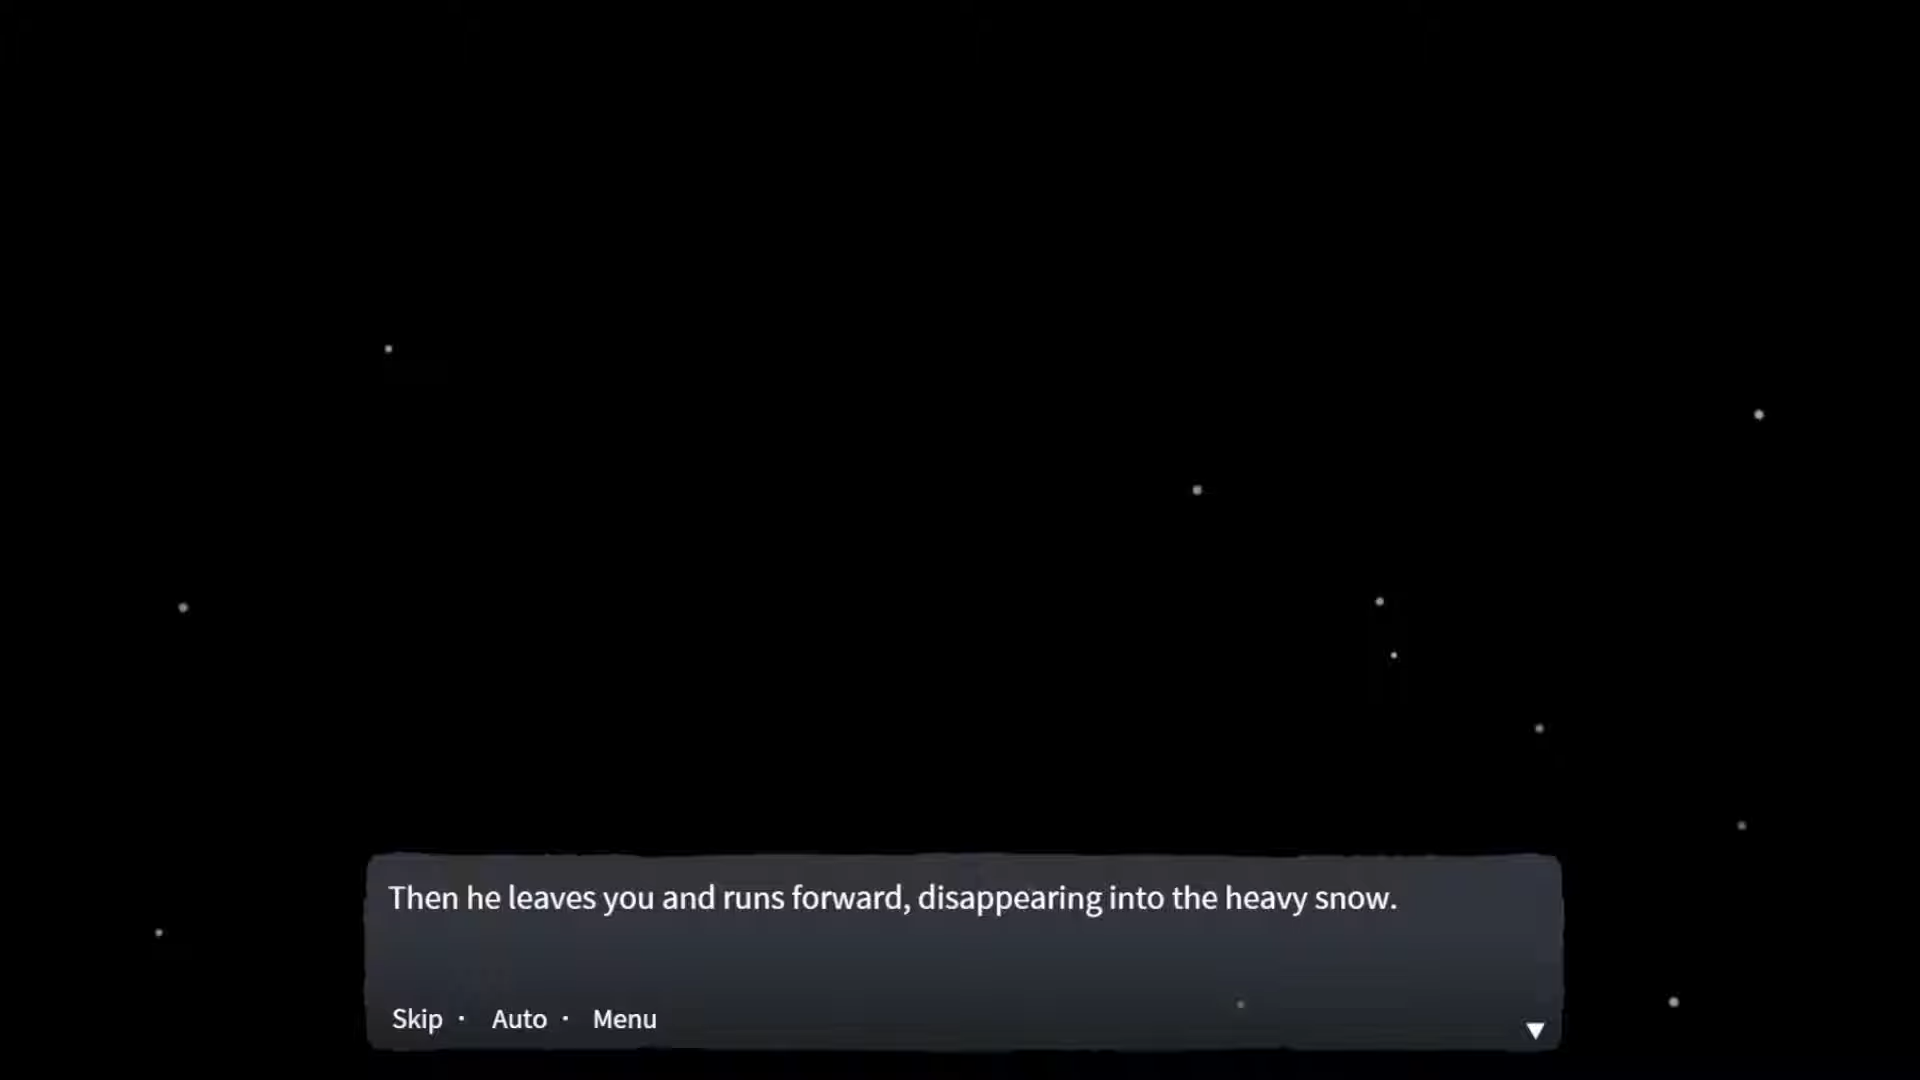 Then he leaves you and runs forward, disappearing into the heavy snow.
Skip · Auto · Menu